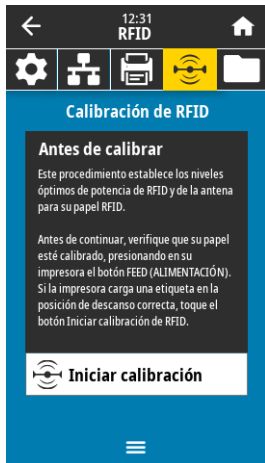 12:31
RFID
Calibración de RFID
Antes de calibrar
Este procedimiento establece los niveles
óptimos de potencia de RFID y de la antena
para su papel RFID.
Antes de continuar, verifique que su papel
esté calibrado, presionando en su
impresora el botón FEED (ALIMENTACIÓN).
Si la impresora carga una etiqueta en la
posición de descanso correcta, toque el
botón Iniciar calibración de RFID.
Iniciar calibración